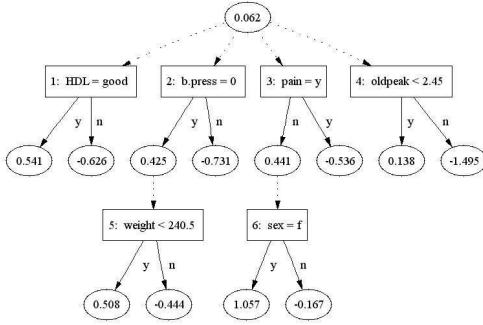 0.062
1: HDL = good
2: b.press = 0
3: pain = y
4: oldpeak < 2.45
y n y n n y y n
0.541 -0.626 0.425 -0.731 0.441 -0.536 0.138 -1.495
5: weight < 240.5
6: sex = f
y n y n
0.508 -0.444 1.057 -0.167